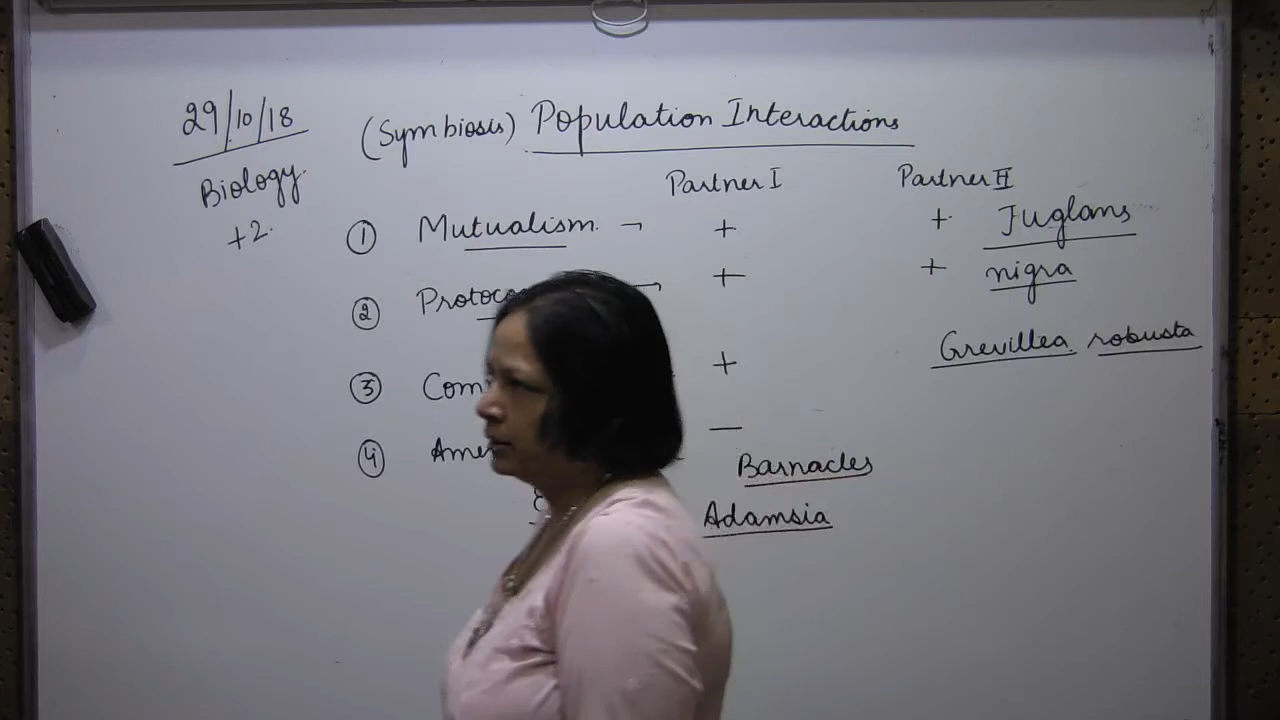 29/10/18 (Symbiosis) Population Interactions
Biology
+2.
Partner I Partner II
① Mutualism → + + Juglans
② → + + nigra
③ + Grevillea robusta
④ —
Barnacles
Adamsia